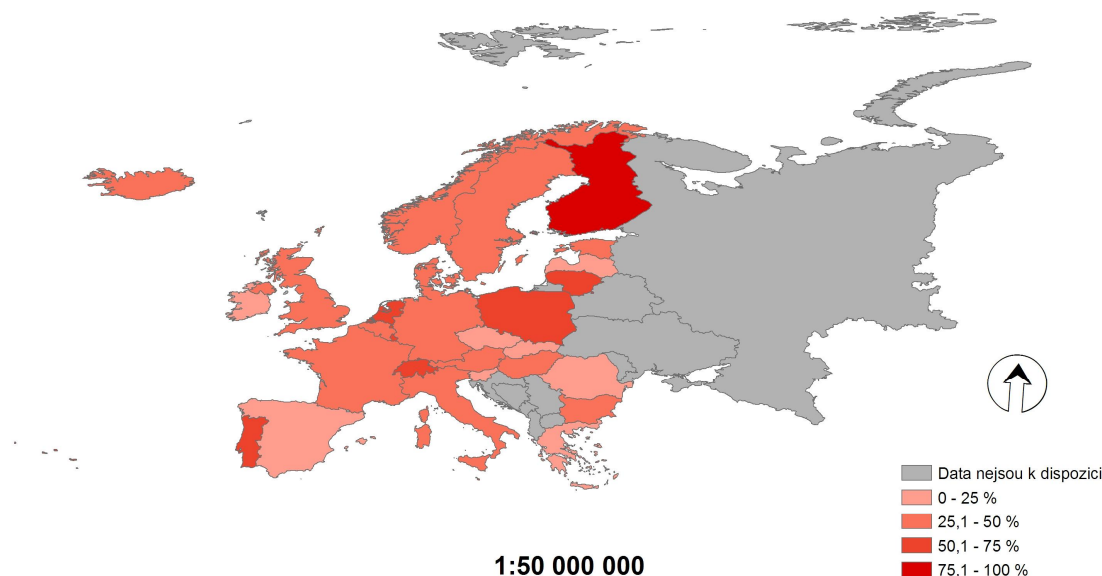 Data nejsou k dispozici
0 - 25 %
25,1 - 50 %
50,1 - 75 %
75,1 - 100 %
1:50 000 000